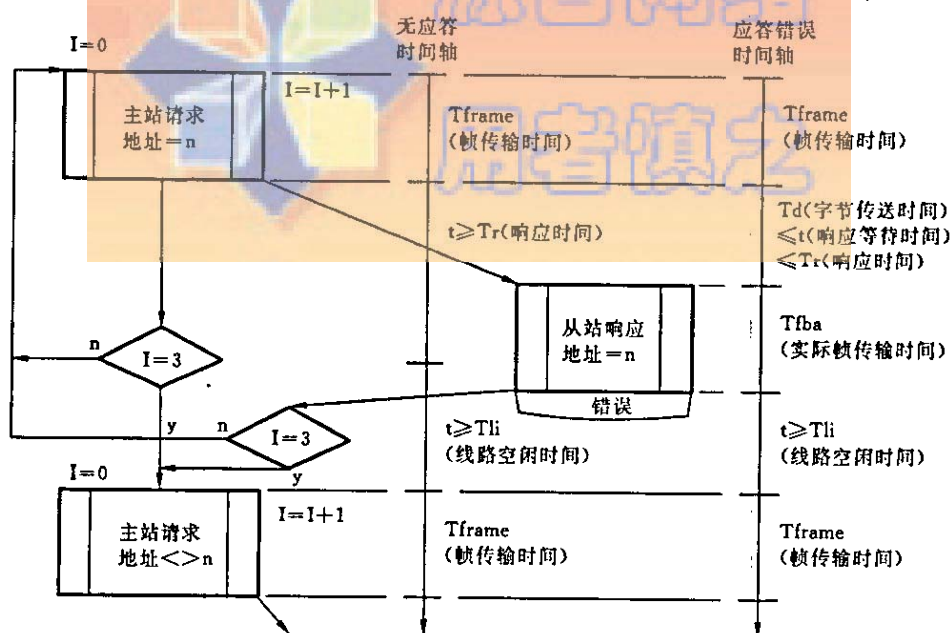 无应答
时间轴
应答错误
时间轴
I=0
I=I+1
主站请求
地址=n
Tframe
(帧传输时间)
Tframe
(帧传输时间)
用者慎之
t≥Tr(响应时间)
Td(字节传送时间)
≤t(响应等待时间)
≤Tr(响应时间)
从站响应
地址=n
Tfba
(实际帧传输时间)
n
I=3
错误
y
n
I=3
y
t≥Tli
(线路空闲时间)
t≥Tli
(线路空闲时间)
I=0
I=I+1
主站请求
地址<>n
Tframe
(帧传输时间)
Tframe
(帧传输时间)